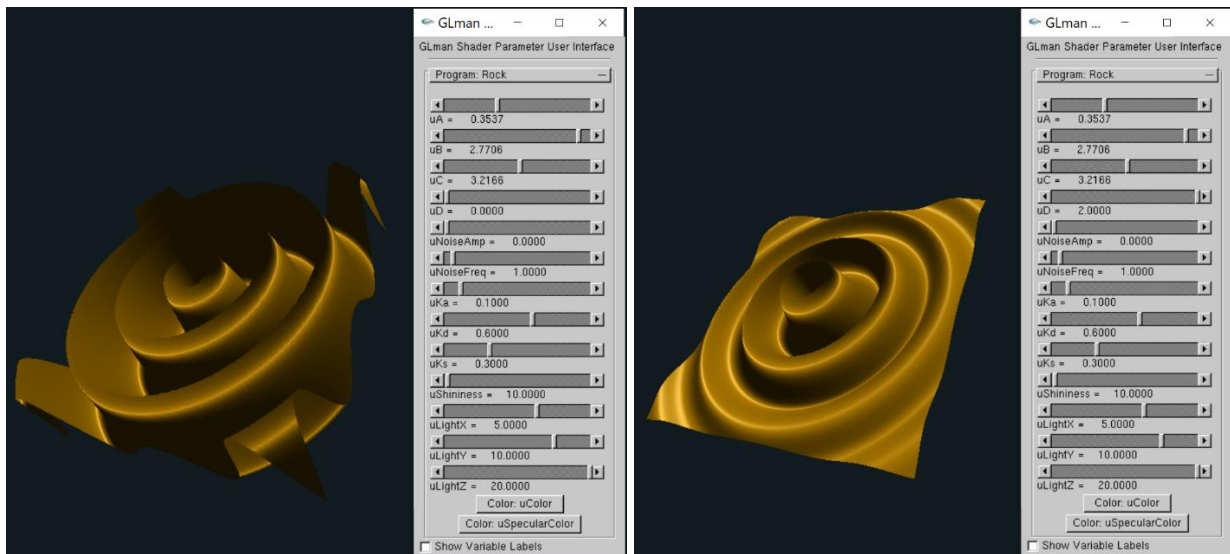 GLman ...
GLman Shader Parameter User Interface
Program: Rock
uA = 0.3537
uB = 2.7706
uC = 3.2166
uD = 0.0000
uNoiseAmp = 0.0000
uNoiseFreq = 1.0000
uKa = 0.1000
uKd = 0.6000
uKs = 0.3000
uShininess = 10.0000
uLightX = 5.0000
uLightY = 10.0000
uLightZ = 20.0000
Color: uColor
Color: uSpecularColor
Show Variable Labels
GLman ...
GLman Shader Parameter User Interface
Program: Rock
uA = 0.3537
uB = 2.7706
uC = 3.2166
uD = 2.0000
uNoiseAmp = 0.0000
uNoiseFreq = 1.0000
uKa = 0.1000
uKd = 0.6000
uKs = 0.3000
uShininess = 10.0000
uLightX = 5.0000
uLightY = 10.0000
uLightZ = 20.0000
Color: uColor
Color: uSpecularColor
Show Variable Labels